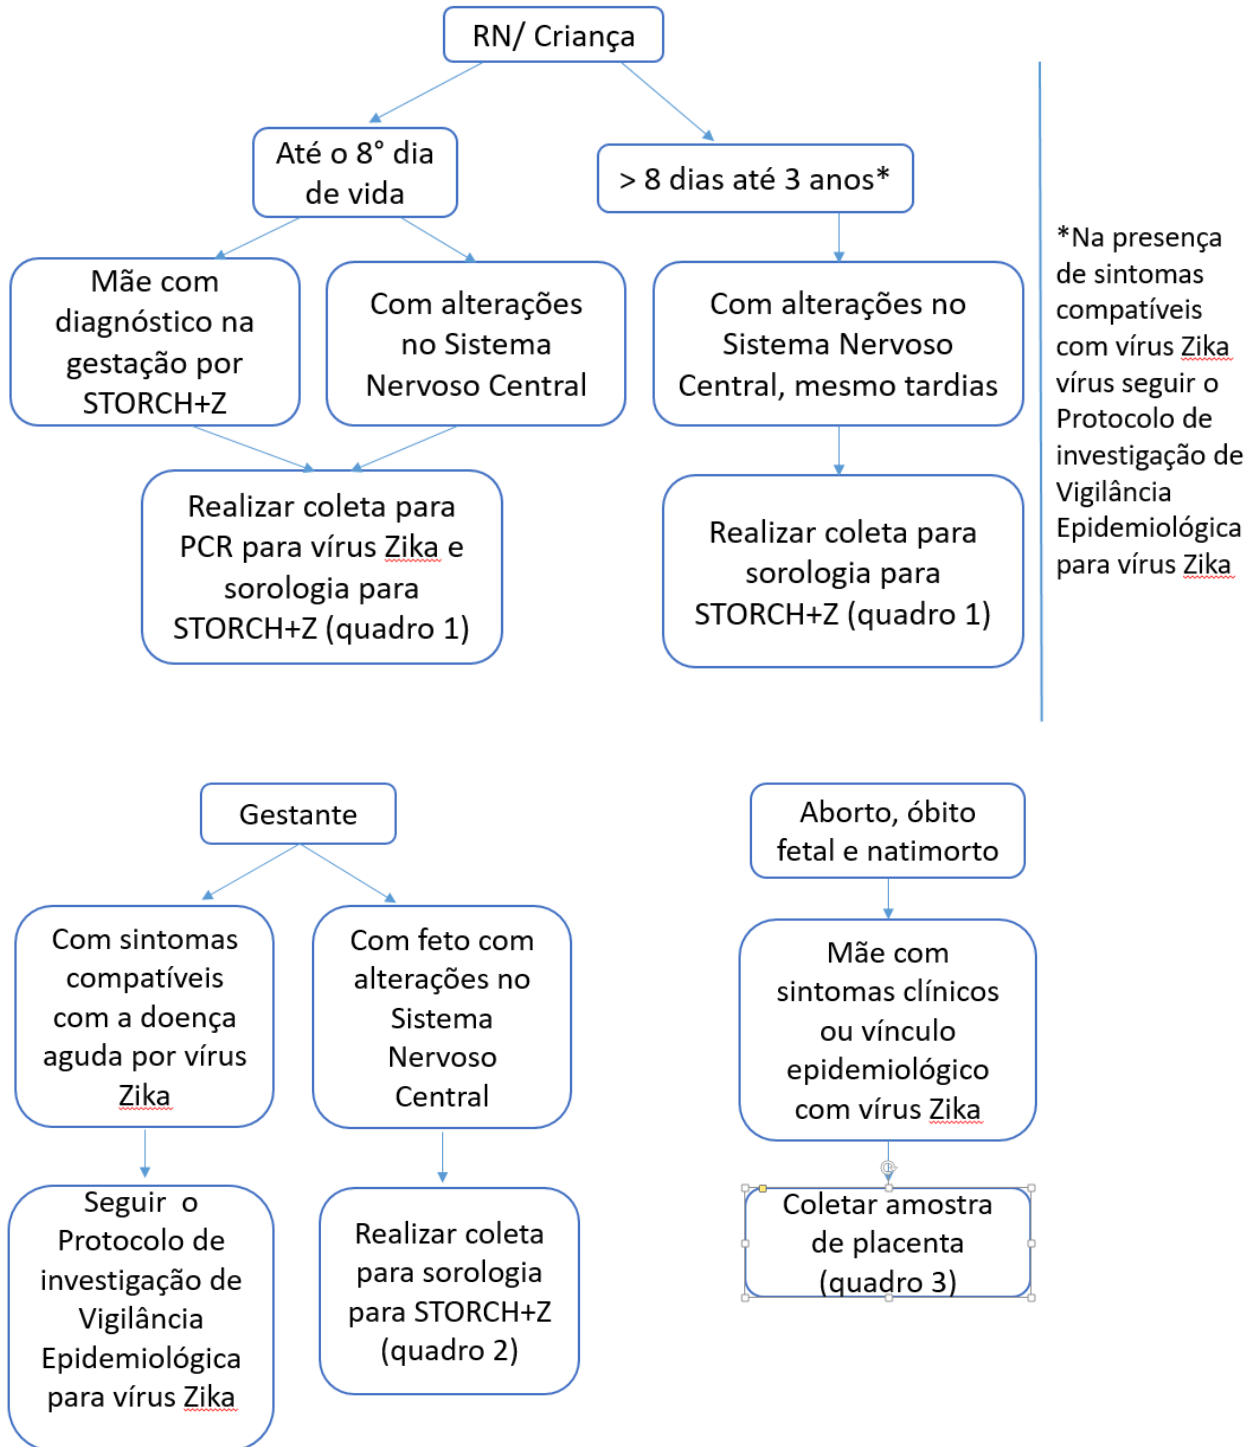 RN/ Criança
Até o 8° dia
de vida
> 8 dias até 3 anos*
Mãe com
diagnóstico na
gestação por
STORCH+Z
Com alterações
no Sistema
Nervoso Central
Com alterações no
Sistema Nervoso
Central, mesmo tardias
Realizar coleta para
PCR para vírus Zika e
sorologia para
STORCH+Z (quadro 1)
Realizar coleta para
sorologia para
STORCH+Z (quadro 1)
*Na presença
de sintomas
compatíveis
com vírus Zika
vírus seguir o
Protocolo de
investigação de
Vigilância
Epidemiológica
para vírus Zika
Gestante
Com sintomas
compatíveis
com a doença
aguda por vírus
Zika
Com feto com
alterações no
Sistema
Nervoso
Central
Seguir  o
Protocolo de
investigação de
Vigilância
Epidemiológica
para vírus Zika
Realizar coleta
para sorologia
para STORCH+Z
(quadro 2)
Aborto, óbito
fetal e natimorto
Mãe com
sintomas clínicos
ou vínculo
epidemiológico
com vírus Zika
Coletar amostra
de placenta
(quadro 3)